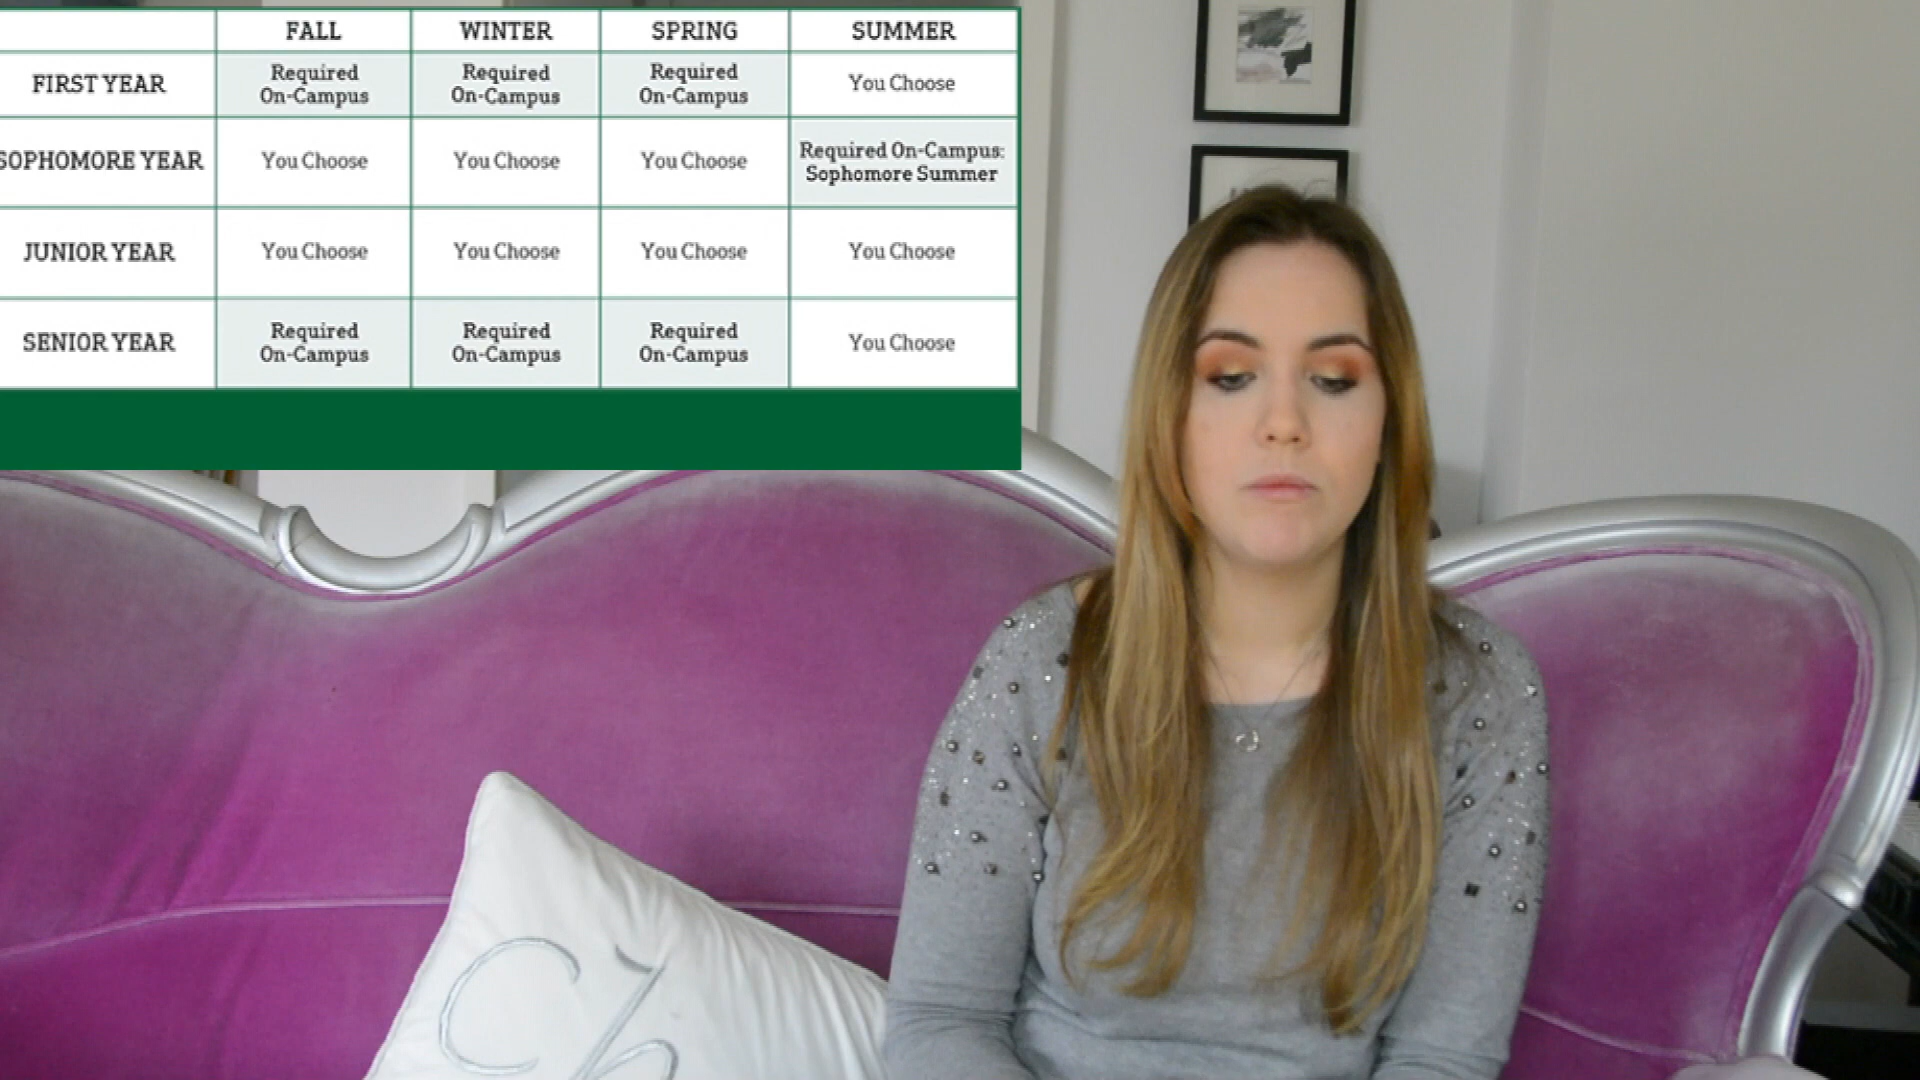 FALL WINTER SPRING SUMMER
FIRST YEAR Required On-Campus Required On-Campus Required On-Campus You Choose
SOPHOMORE YEAR You Choose You Choose You Choose Required On-Campus: Sophomore Summer
JUNIOR YEAR You Choose You Choose You Choose You Choose
SENIOR YEAR Required On-Campus Required On-Campus Required On-Campus You Choose
Ch